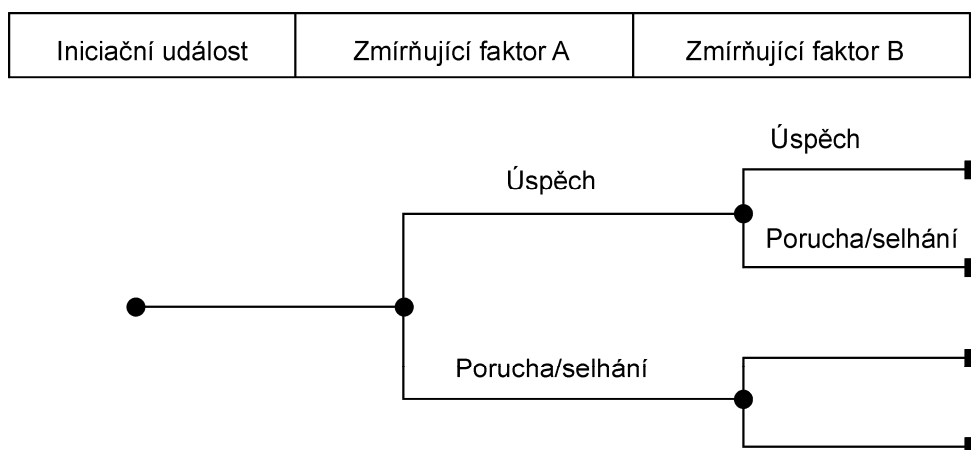 Iniciační událost
Zmírňující faktor A
Zmírňující faktor B
Úspěch
Úspěch
Porucha/selhání
Porucha/selhání